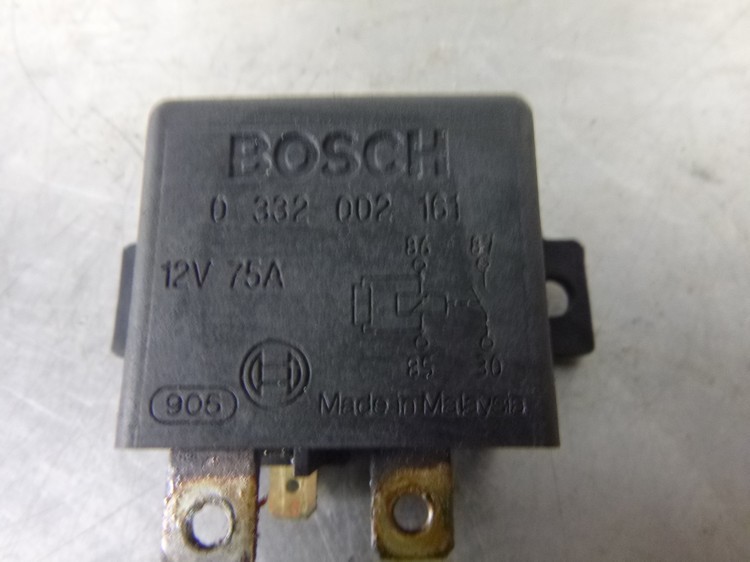 BOSCH
0 332 002 161
86 87
12V 75A
85 30
905 Made in Malaysia